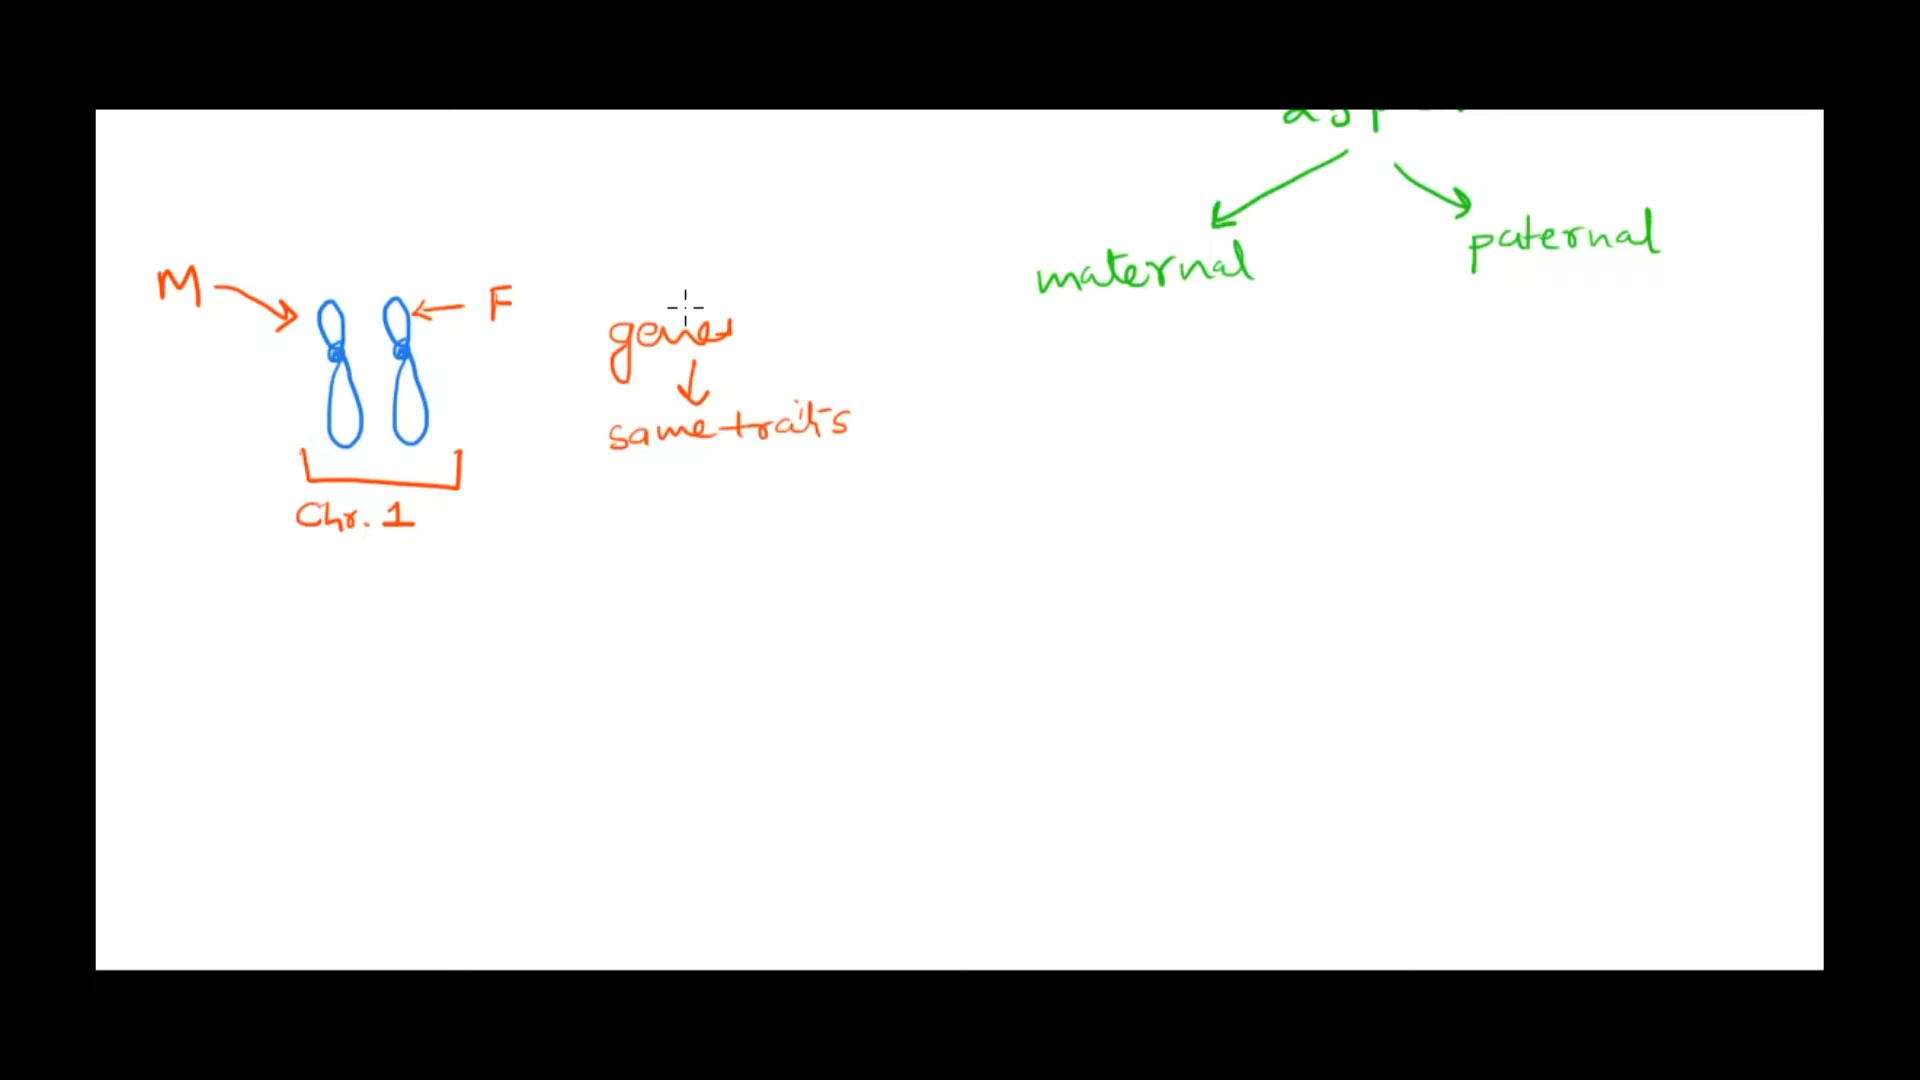 maternal
paternal
M
F
genes
same traits
Chr. 1